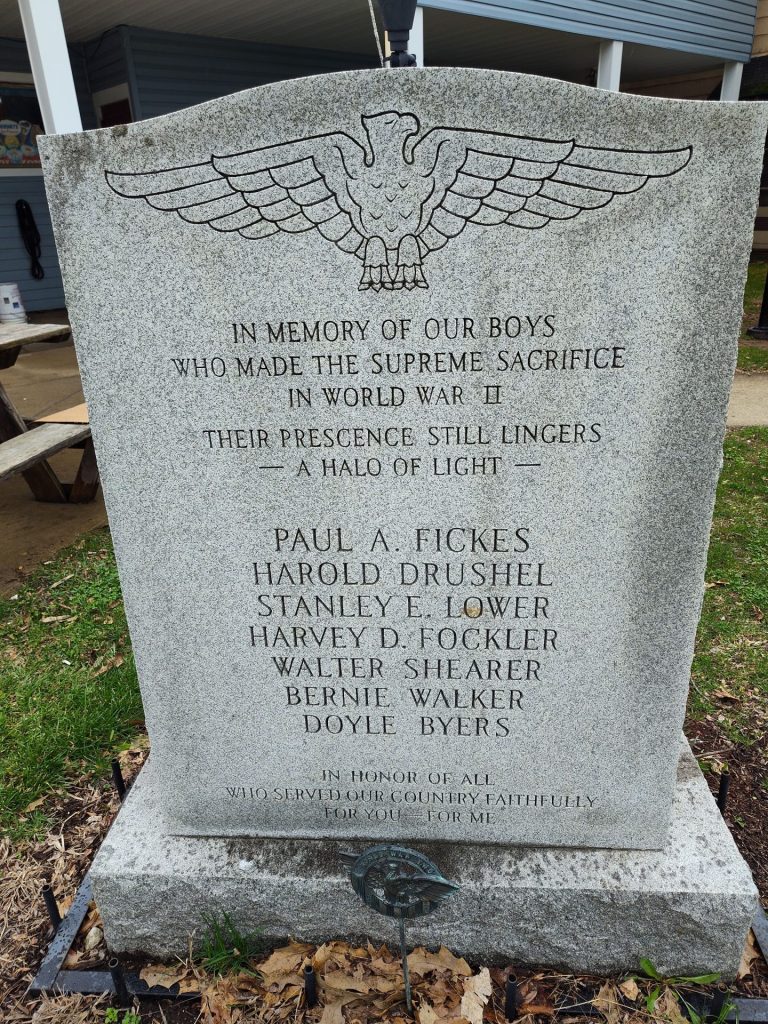 IN MEMORY OF OUR BOYS
WHO MADE THE SUPREME SACRIFICE
IN WORLD WAR II
THEIR PRESCENCE STILL LINGERS
— A HALO OF LIGHT —
PAUL A. FICKES
HAROLD DRUSHEL
STANLEY E. LOWER
HARVEY D. FOCKLER
WALTER SHEARER
BERNIE WALKER
DOYLE BYERS
IN HONOR OF ALL
WHO SERVED OUR COUNTRY FAITHFULLY
FOR YOU — FOR ME